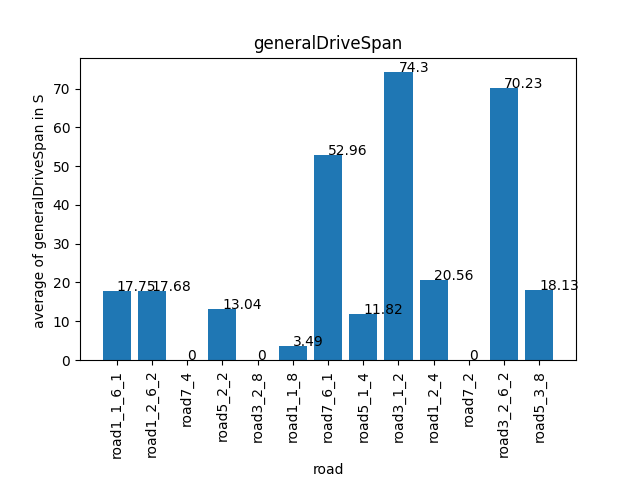 generalDriveSpan
average of generalDriveSpan in S
70
60
50
40
30
20
10
0
17.75
17.68
0
13.04
0
3.49
52.96
11.82
74.3
20.56
0
70.23
18.13
road1_1_6_1
road1_2_6_2
road7_4
road5_2_2
road3_2_8
road1_1_8
road7_6_1
road5_1_4
road3_1_2
road1_2_4
road7_2
road3_2_6_2
road5_3_8
road